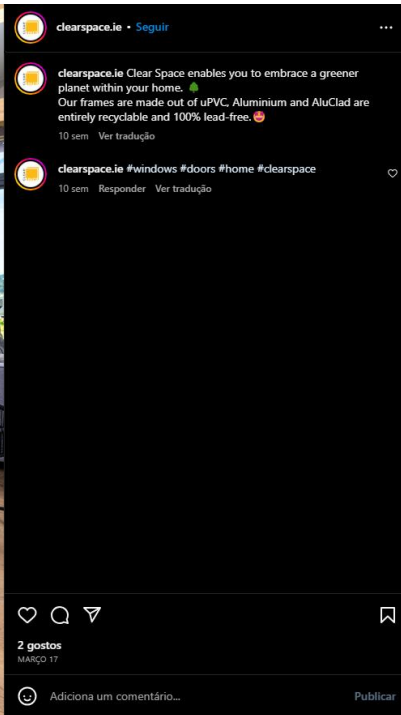 clearspace.ie • Seguir
clearspace.ie Clear Space enables you to embrace a greener
planet within your home. 🌲
Our frames are made out of uPVC, Aluminium and AluClad are
entirely recyclable and 100% lead-free.🤩
10 sem Ver tradução
clearspace.ie #windows #doors #home #clearspace
10 sem Responder Ver tradução
2 gostos
MARÇO 17
Adiciona um comentário... Publicar